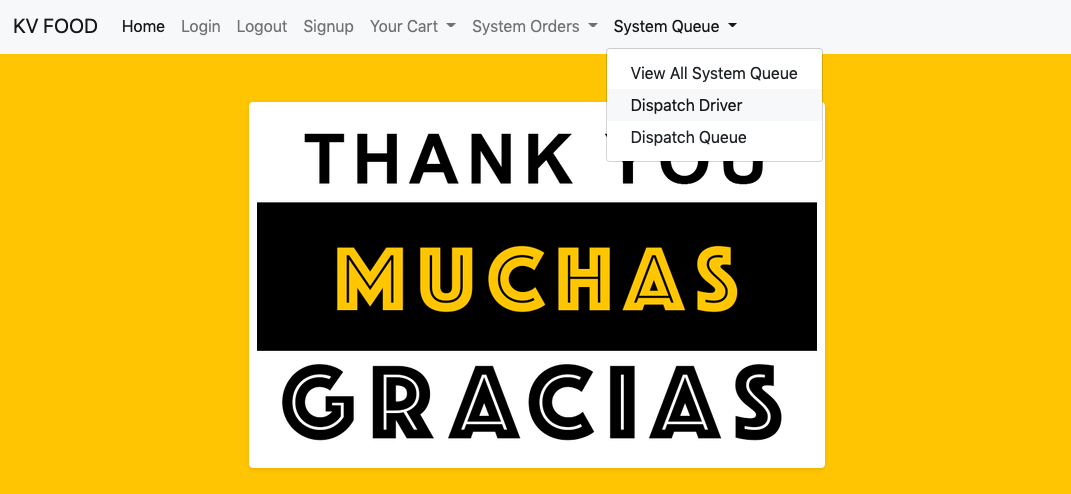 KV FOOD Home Login Logout Signup Your Cart System Orders System Queue
View All System Queue
Dispatch Driver
Dispatch Queue
THANK YOU
MUCHAS
GRACIAS